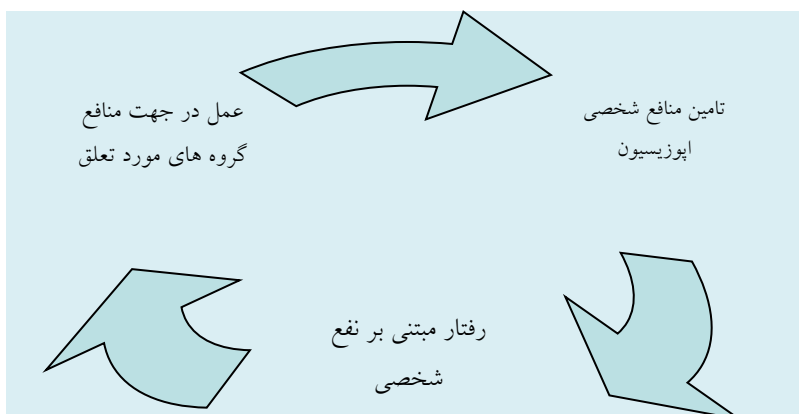 تامین منافع شخصی
اپوزیسیون
عمل در جهت منافع
گروه های مورد تعلق
رفتار مبتنی بر نفع
شخصی